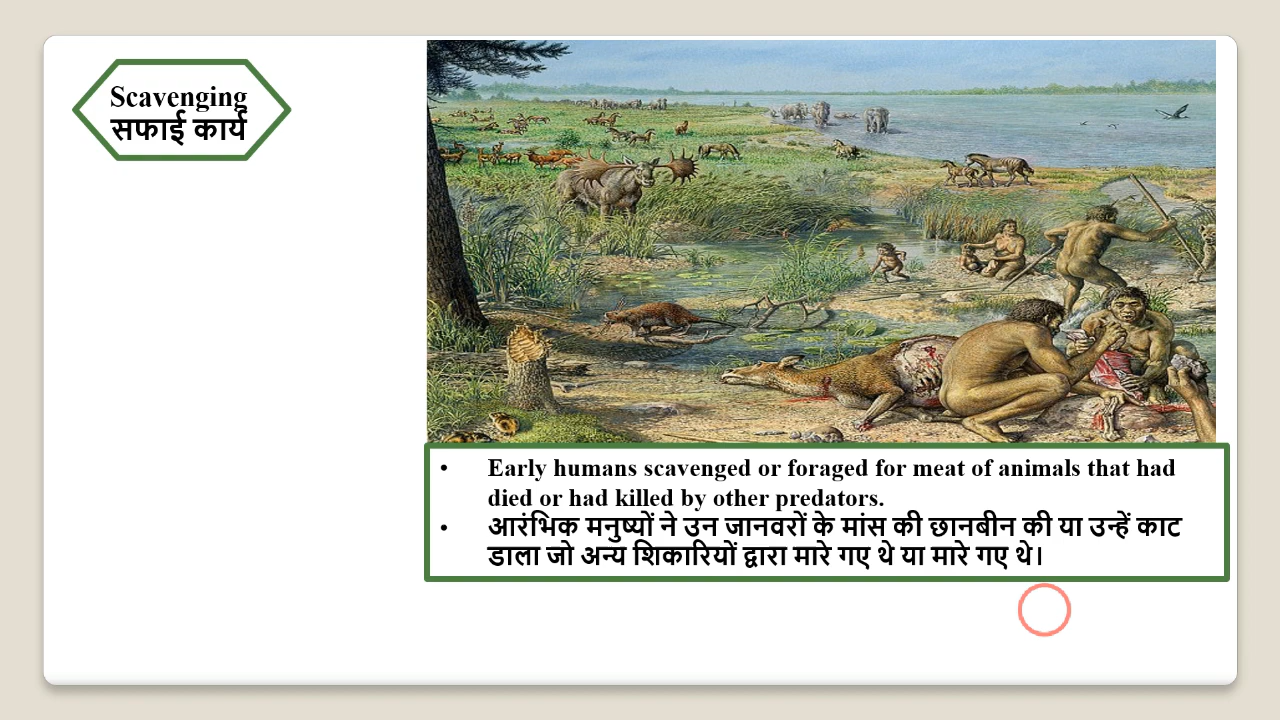 Scavenging
सफाई कार्य
• Early humans scavenged or foraged for meat of animals that had
died or had killed by other predators.
• आरंभिक मनुष्यों ने उन जानवरों के मांस की छानबीन की या उन्हें काट
डाला जो अन्य शिकारियों द्वारा मारे गए थे या मारे गए थे।